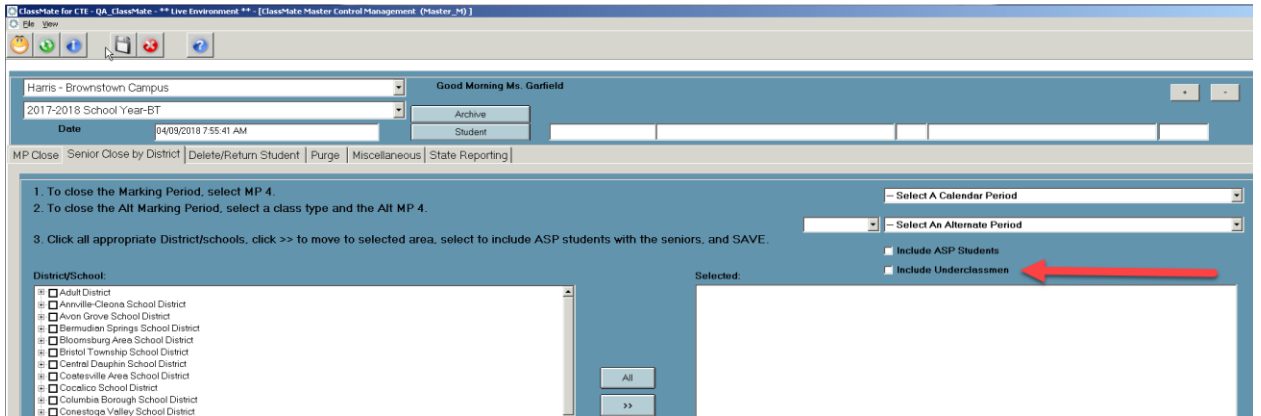 ClassMate for CTE - QA_ClassMate - ** Live Environment ** - [ClassMate Master Control Management (Master_M) ]
File View
Harris - Brownstown Campus
Good Morning Ms. Garfield
+ -
2017-2018 School Year-BT
Archive
Date 04/09/2018 7:55:41 AM
Student
MP Close Senior Close by District Delete/Return Student Purge Miscellaneous State Reporting
1. To close the Marking Period, select MP 4.
-- Select A Calendar Period
2. To close the Alt Marking Period, select a class type and the Alt MP 4.
-- Select An Alternate Period
3. Click all appropriate District/schools, click >> to move to selected area, select to include ASP students with the seniors, and SAVE.
Include ASP Students
Include Underclassmen
District/School:
Selected:
Adult District
Annville-Cleona School District
Avon Grove School District
Bermudian Springs School District
Bloomsburg Area School District
Bristol Township School District
Central Dauphin School District
Coatesville Area School District
Cocalico School District
Columbia Borough School District
Conestoga Valley School District
All
>>